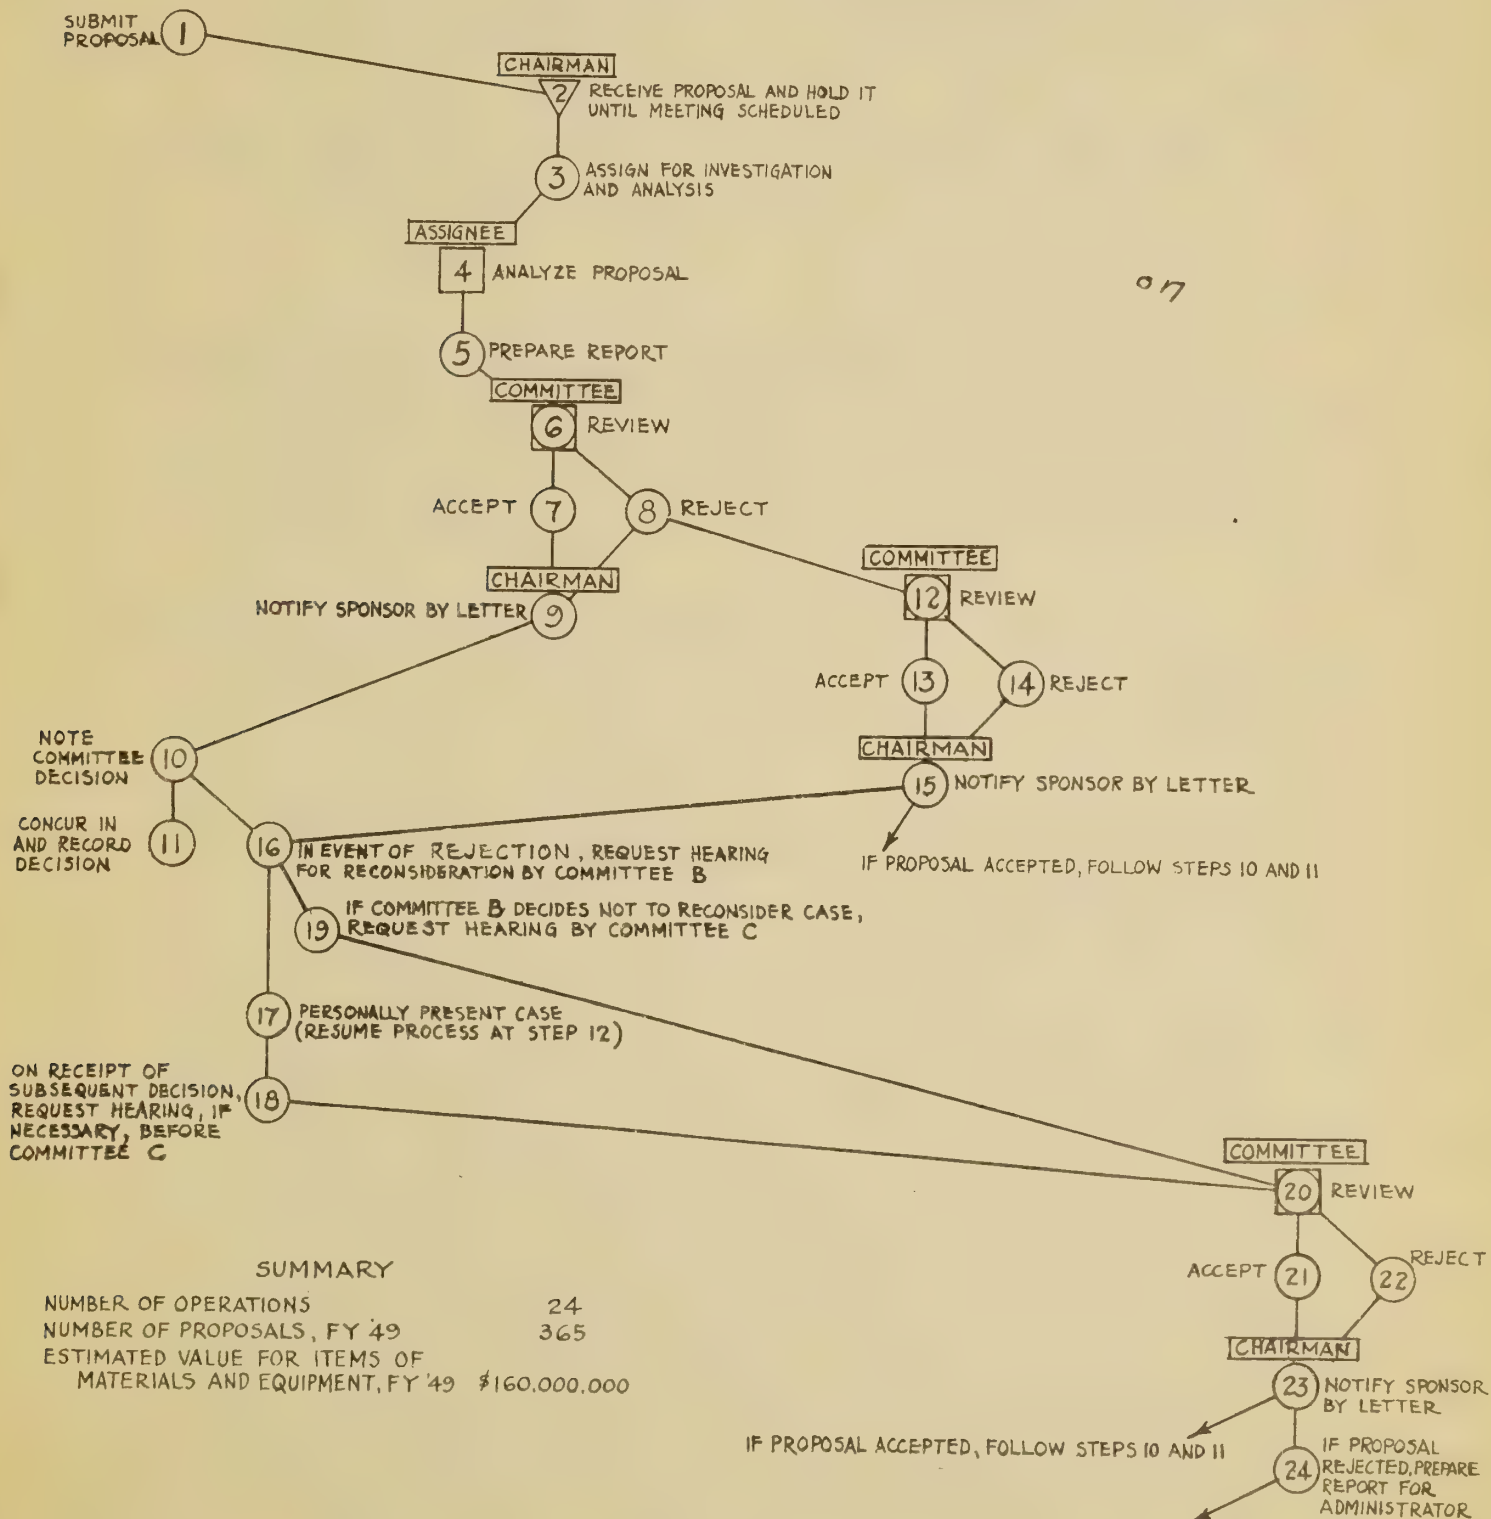 SUBMIT
PROPOSAL 1
CHAIRMAN
2 RECEIVE PROPOSAL AND HOLD IT
UNTIL MEETING SCHEDULED
3 ASSIGN FOR INVESTIGATION
AND ANALYSIS
ASSIGNEE
4 ANALYZE PROPOSAL
on
5 PREPARE REPORT
COMMITTEE
6 REVIEW
ACCEPT 7
8 REJECT
CHAIRMAN
NOTIFY SPONSOR BY LETTER 9
COMMITTEE
12 REVIEW
ACCEPT 13
14 REJECT
CHAIRMAN
15 NOTIFY SPONSOR BY LETTER
IF PROPOSAL ACCEPTED, FOLLOW STEPS 10 AND 11
NOTE
COMMITTEE
DECISION
10
CONCUR IN
AND RECORD
DECISION
11
16 IN EVENT OF REJECTION, REQUEST HEARING
FOR RECONSIDERATION BY COMMITTEE B
19 IF COMMITTEE B DECIDES NOT TO RECONSIDER CASE,
REQUEST HEARING BY COMMITTEE C
17 PERSONALLY PRESENT CASE
(RESUME PROCESS AT STEP 12)
ON RECEIPT OF
SUBSEQUENT DECISION,
REQUEST HEARING, IF
NECESSARY, BEFORE
COMMITTEE C
18
COMMITTEE
20 REVIEW
ACCEPT 21
22 REJECT
CHAIRMAN
23 NOTIFY SPONSOR
BY LETTER
IF PROPOSAL ACCEPTED, FOLLOW STEPS 10 AND 11
24 IF PROPOSAL
REJECTED, PREPARE
REPORT FOR
ADMINISTRATOR
SUMMARY
NUMBER OF OPERATIONS 24
NUMBER OF PROPOSALS, FY '49 365
ESTIMATED VALUE FOR ITEMS OF
MATERIALS AND EQUIPMENT, FY '49 $160,000,000